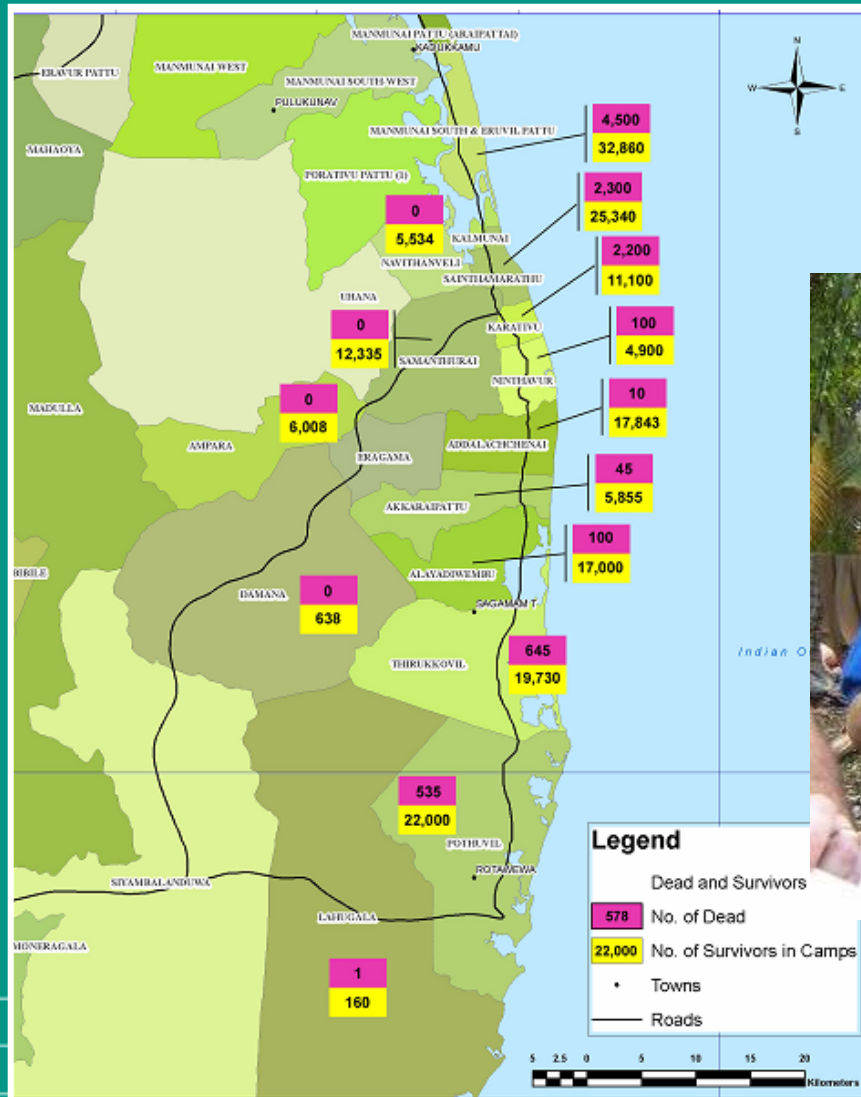 MANMUNAI PATTU (ARAIPATTAI)
KADUKKAMU
ERAVUR PATTU
MANMUNAI WEST
MANMUNAI SOUTH-WEST
PULUKUNAV
N
W
E
S
MAHAOYA
MANMUNAI SOUTH & ERUVIL PATTU
4,500
32,860
PORATIVU PATTU (1)
2,300
25,340
0
5,534
KALMUNAI
NAVITHANVELI
SAINTHAMARATHU
2,200
11,100
UHANA
0
12,335
KARATIVU
SAMANTHURAI
100
4,900
NINTHAVUR
MADULLA
0
6,008
10
17,843
AMPARA
ADDALACHCHENAI
ERAGAMA
45
5,855
AKKARAIPATTU
100
17,000
BIBILE
ALAYADIWEMBU
DAMANA
0
638
SAGAMAM T
Indian O
THIRUKKOVIL
645
19,730
535
22,000
POTHUVIL
ROTAWEWA
SIYAMBALANDUWA
LAHUGALA
MONERAGALA
1
160
Legend
Dead and Survivors
578 No. of Dead
22,000 No. of Survivors in Camps
Towns
Roads
5 2.5 0 5 10 15 20
Kilometers